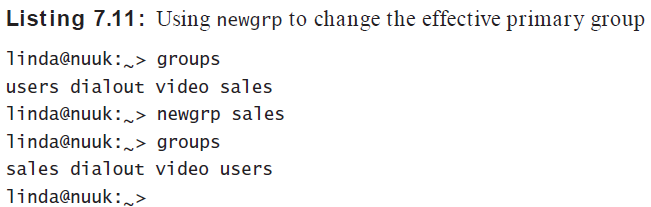 Listing 7.11: Using newgrp to change the effective primary group
linda@nuuk:~> groups
users dialout video sales
linda@nuuk:~> newgrp sales
linda@nuuk:~> groups
sales dialout video users
linda@nuuk:~>